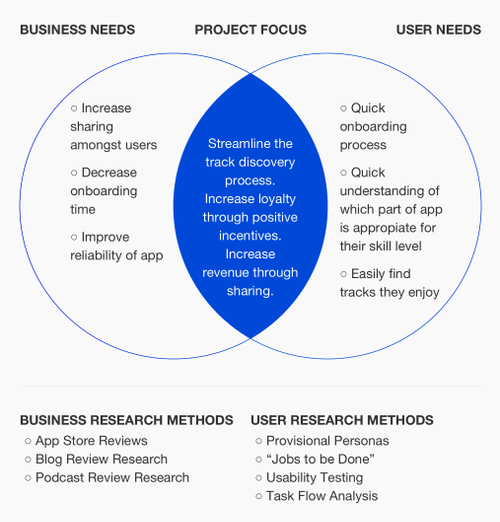 BUSINESS NEEDS
PROJECT FOCUS
USER NEEDS
○ Increase
sharing
amongst users
○ Decrease
onboarding
time
○ Improve
reliability of app
Streamline the
track discovery
process.
Increase loyalty
through positive
incentives.
Increase
revenue through
sharing.
○ Quick
onboarding
process
○ Quick
understanding of
which part of app
is appropiate for
their skill level
○ Easily find
tracks they enjoy
BUSINESS RESEARCH METHODS
○ App Store Reviews
○ Blog Review Research
○ Podcast Review Research
USER RESEARCH METHODS
○ Provisional Personas
○ “Jobs to be Done”
○ Usability Testing
○ Task Flow Analysis